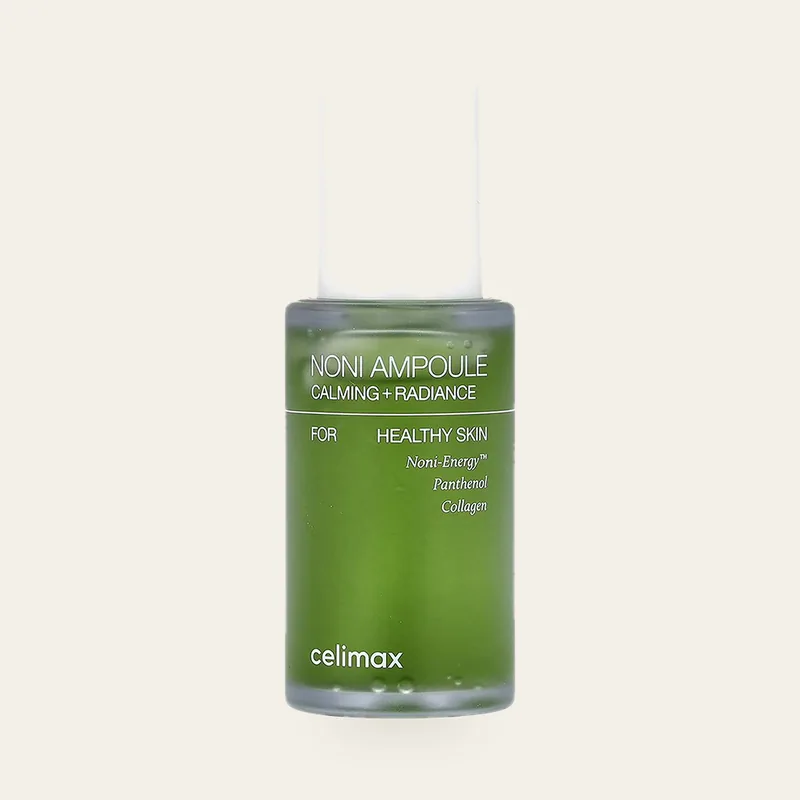 NONI AMPOULE
CALMING + RADIANCE
FOR HEALTHY SKIN
Noni-Energy™
Panthenol
Collagen
celimax